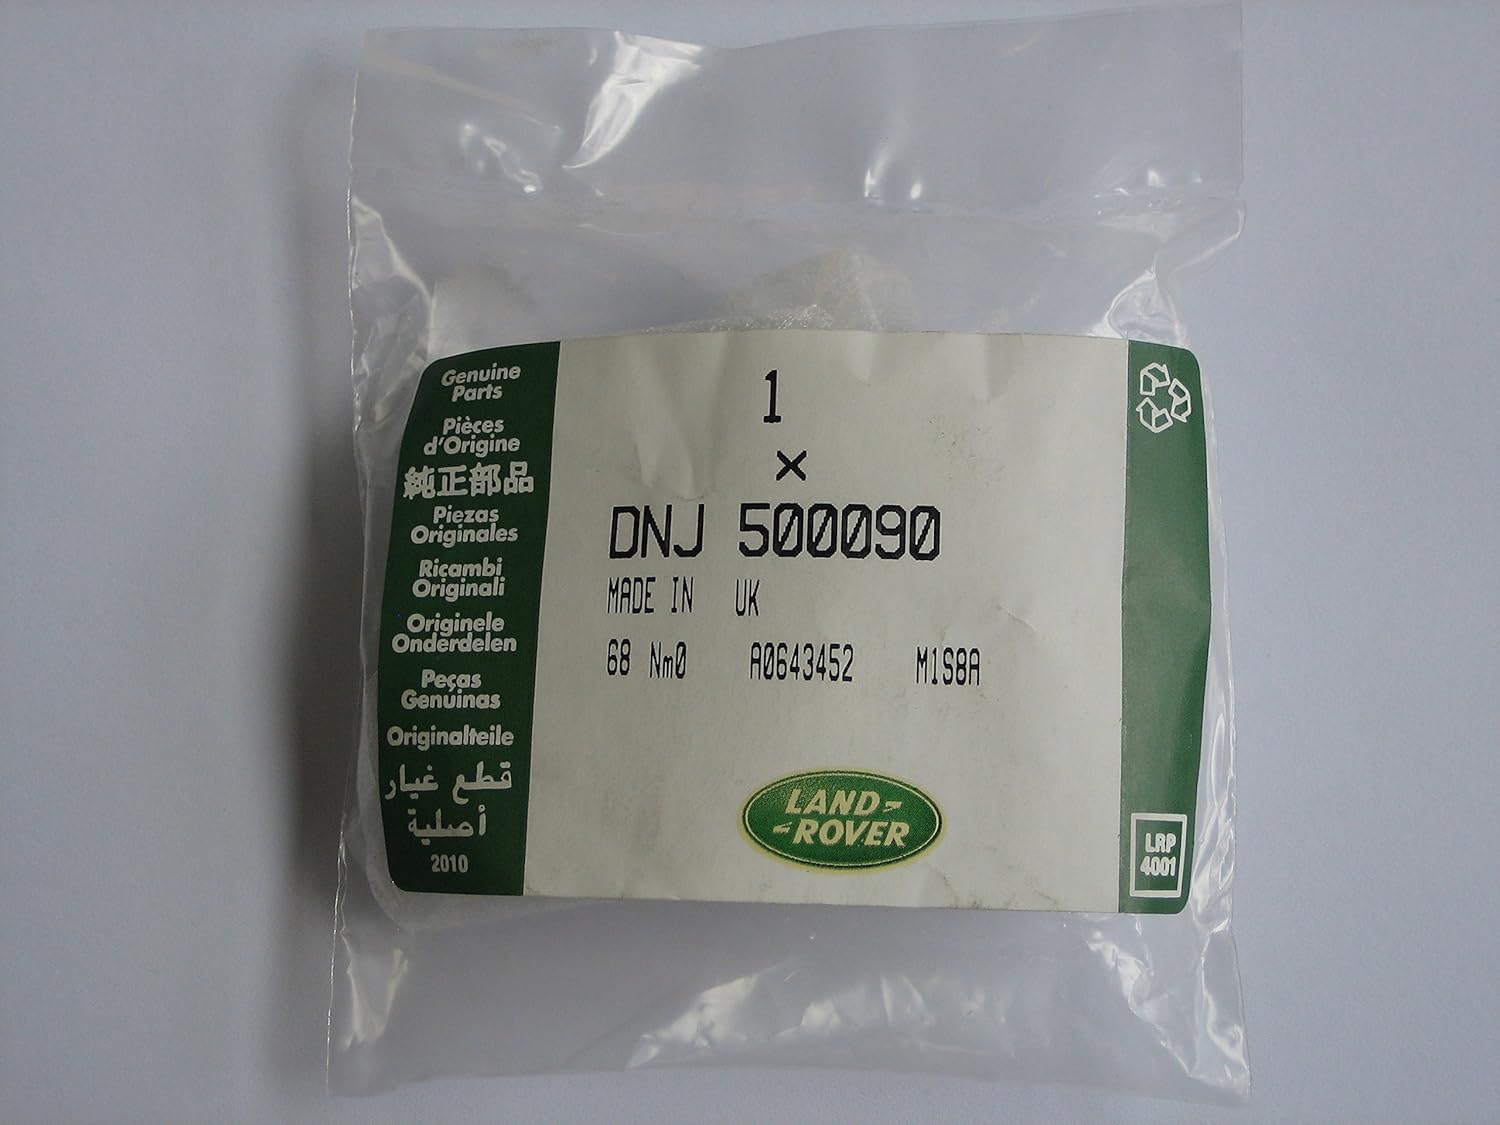 Genuine
Parts
Pièces
d'Origine
純正部品
Piezas
Originales
Ricambi
Originali
Originele
Onderdelen
Peças
Genuinas
Originalteile
قطع غيار
أصلية
2010
1
×
DNJ 500090
MADE IN UK
68 Nm0 A0643452 M1S8A
LAND-
-ROVER
LRP
4001